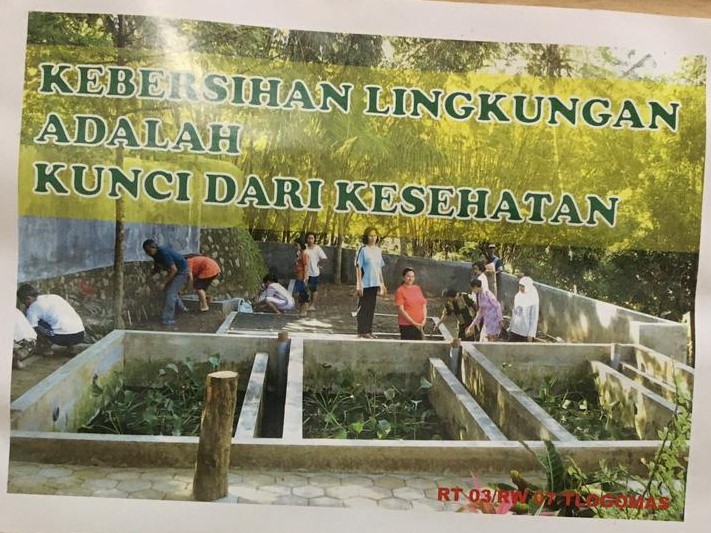 KEBERSIHAN LINGKUNGAN
ADALAH
KUNCI DARI KESEHATAN
RT 03/RW 07 TLOGOMAS